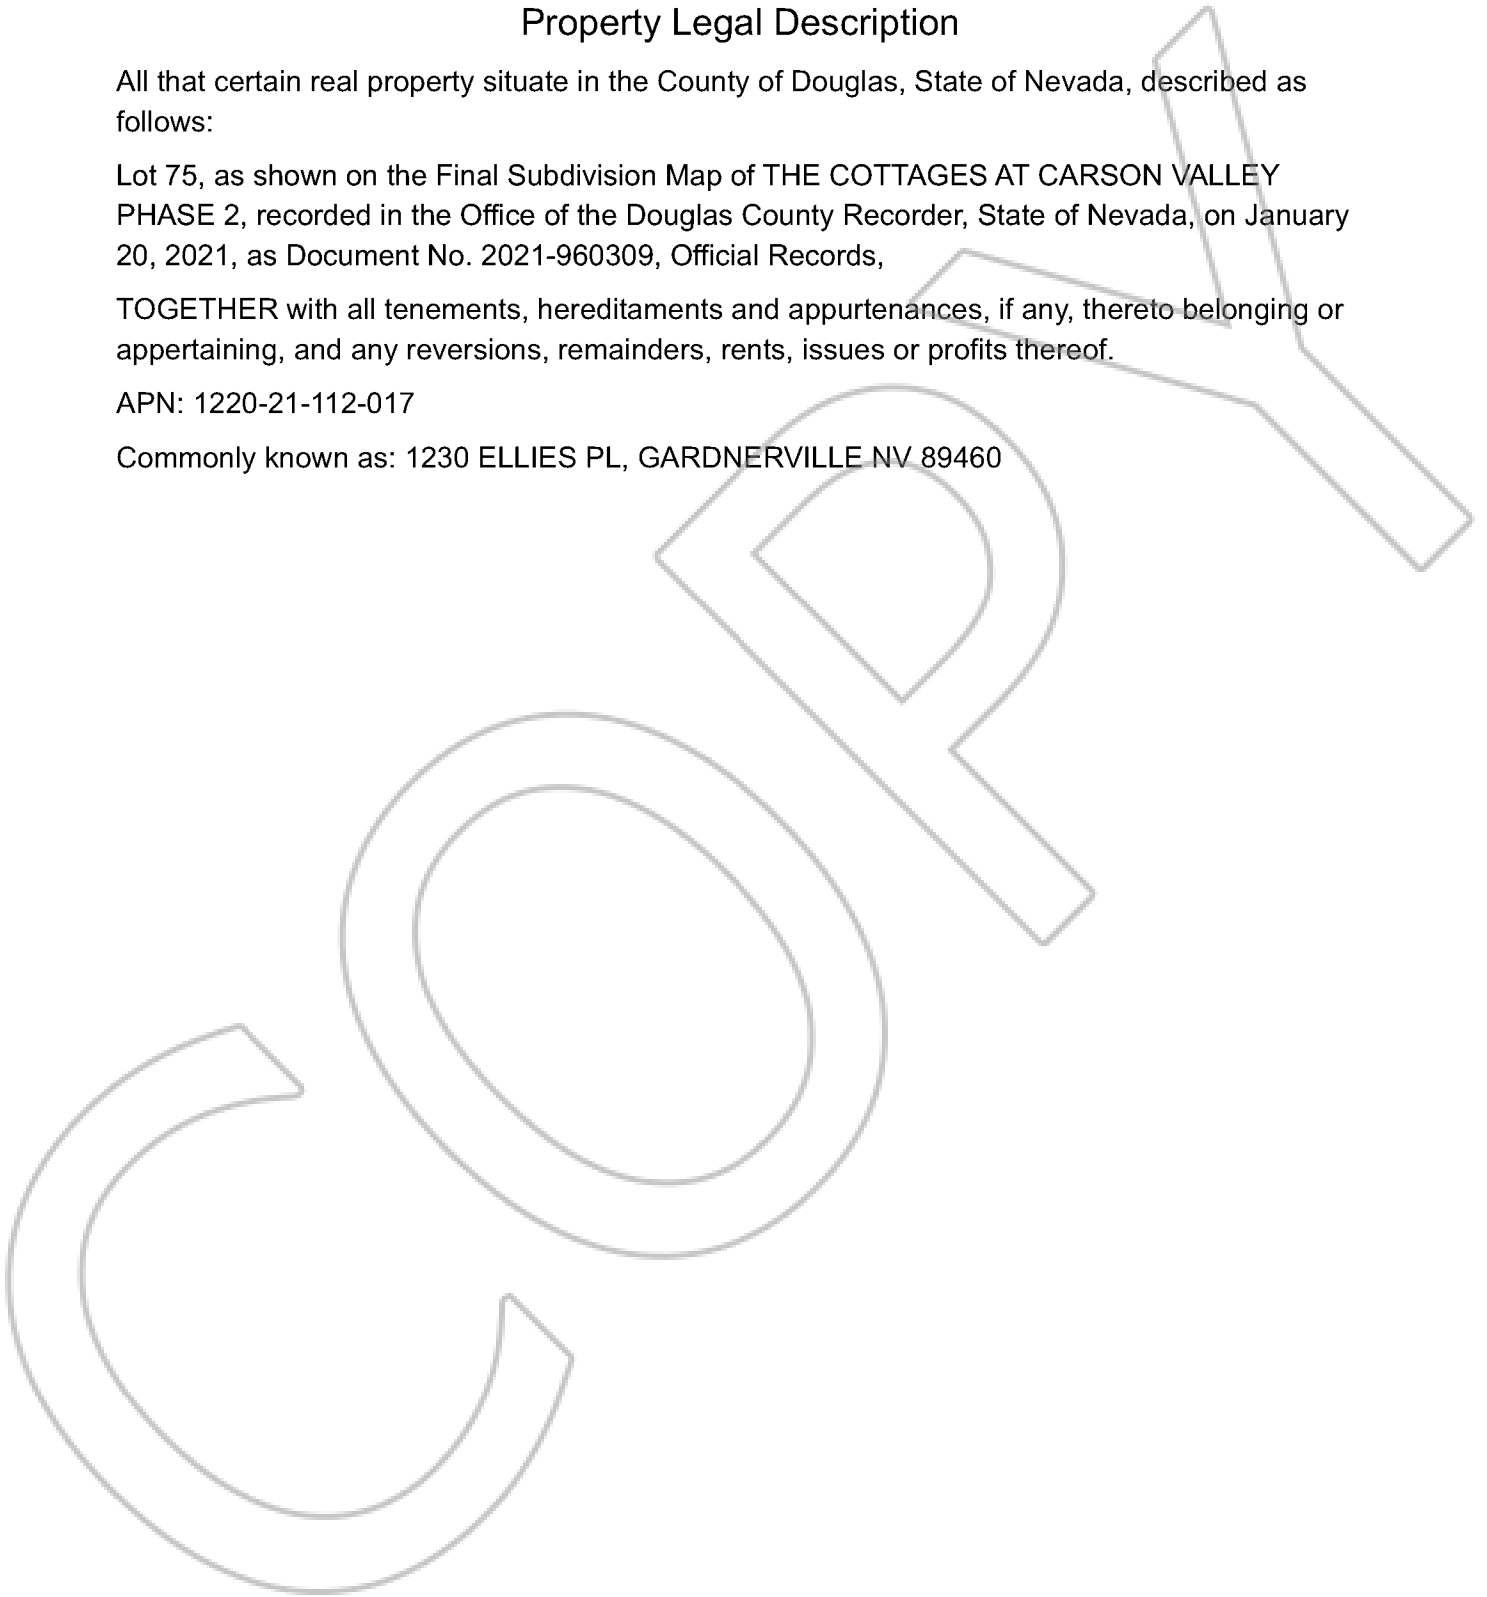 Property Legal Description
All that certain real property situate in the County of Douglas, State of Nevada, described as
follows:
Lot 75, as shown on the Final Subdivision Map of THE COTTAGES AT CARSON VALLEY
PHASE 2, recorded in the Office of the Douglas County Recorder, State of Nevada, on January
20, 2021, as Document No. 2021-960309, Official Records,
TOGETHER with all tenements, hereditaments and appurtenances, if any, thereto belonging or
appertaining, and any reversions, remainders, rents, issues or profits thereof.
APN: 1220-21-112-017
Commonly known as: 1230 ELLIES PL, GARDNERVILLE NV 89460
COPY